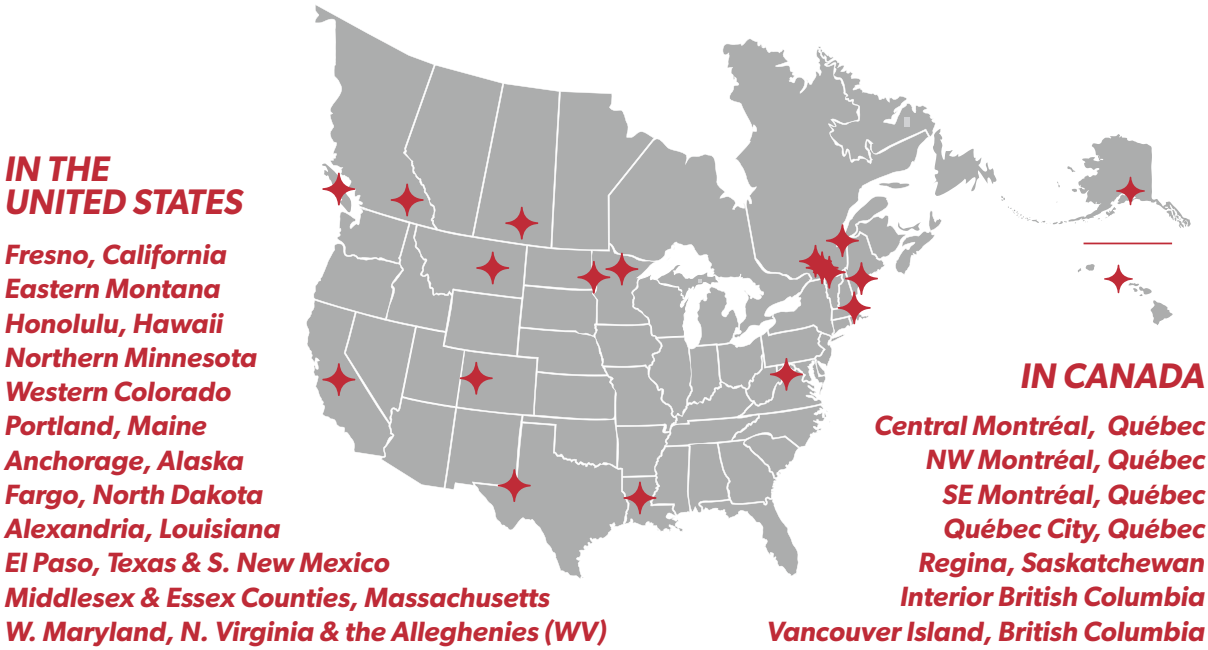 IN THE
UNITED STATES
Fresno, California
Eastern Montana
Honolulu, Hawaii
Northern Minnesota
Western Colorado
Portland, Maine
Anchorage, Alaska
Fargo, North Dakota
Alexandria, Louisiana
El Paso, Texas & S. New Mexico
Middlesex & Essex Counties, Massachusetts
W. Maryland, N. Virginia & the Alleghenies (WV)
IN CANADA
Central Montréal, Québec
NW Montréal, Québec
SE Montréal, Québec
Québec City, Québec
Regina, Saskatchewan
Interior British Columbia
Vancouver Island, British Columbia